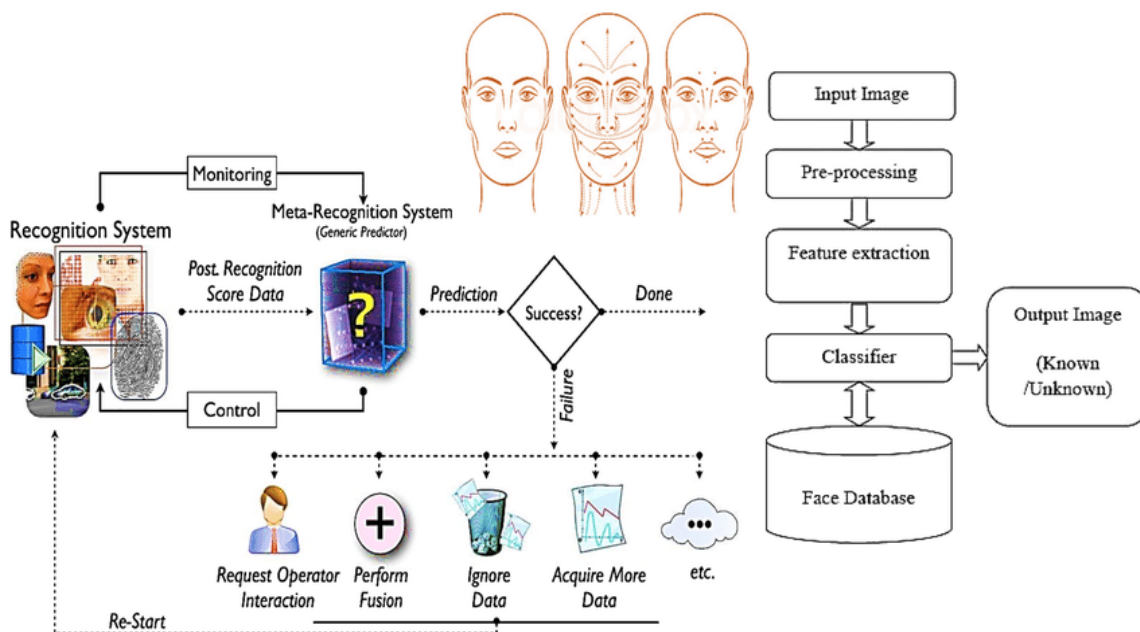 Monitoring
Meta-Recognition System
(Generic Predictor)
Recognition System
Post. Recognition
Score Data
?
Prediction
Success?
Done
Control
Failure
Request Operator
Interaction
Perform
Fusion
Ignore
Data
Acquire More
Data
etc.
Re-Start
Input Image
Pre-processing
Feature extraction
Classifier
Output Image
(Known
/Unknown)
Face Database